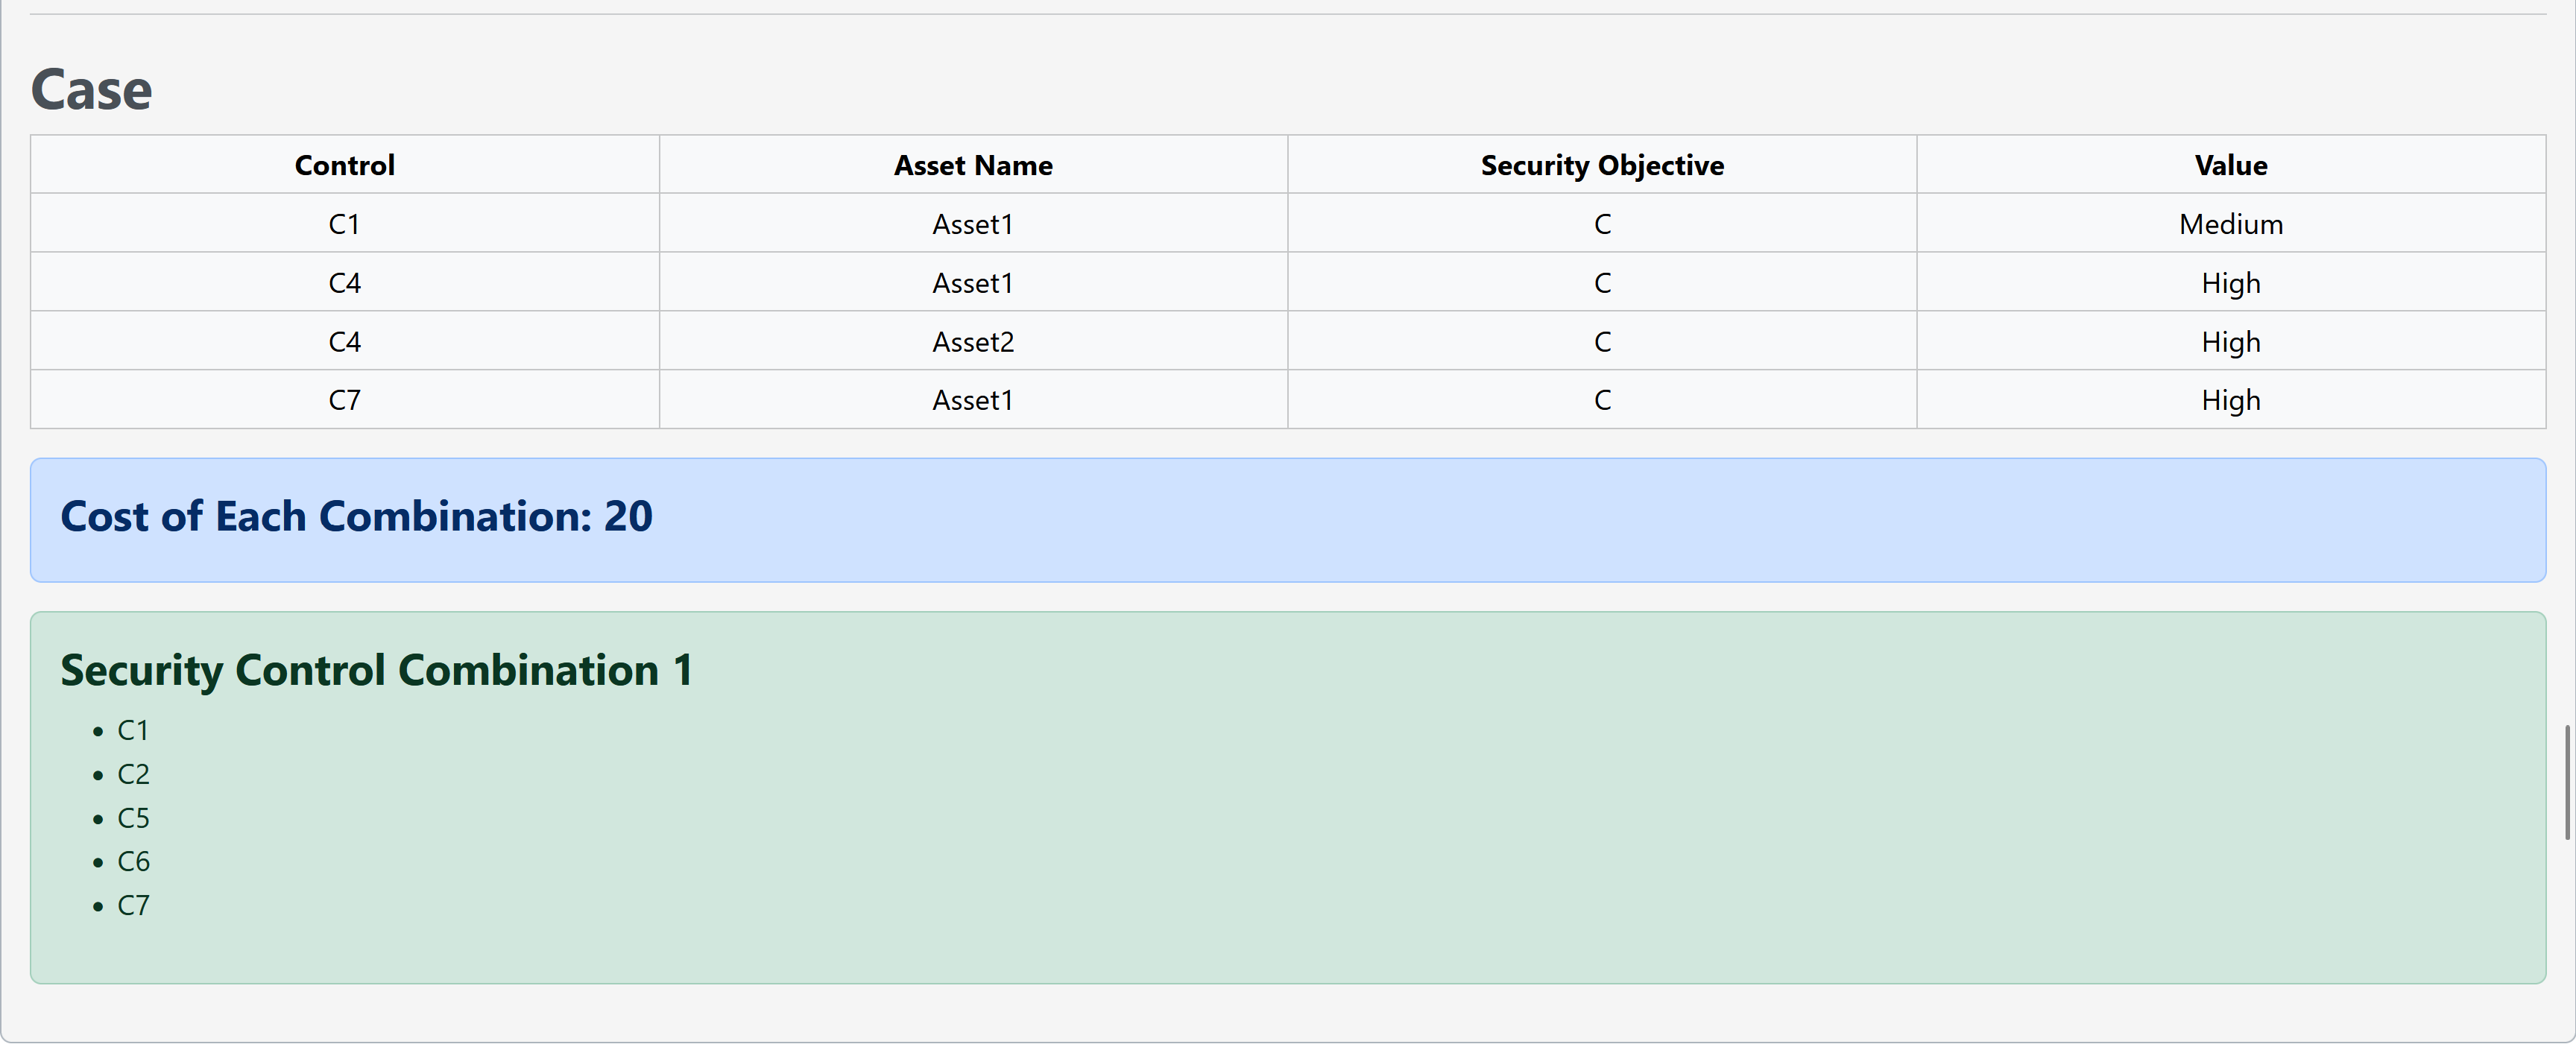 Case
Control Asset Name Security Objective Value
C1 Asset1 C Medium
C4 Asset1 C High
C4 Asset2 C High
C7 Asset1 C High
Cost of Each Combination: 20
Security Control Combination 1
• C1
• C2
• C5
• C6
• C7